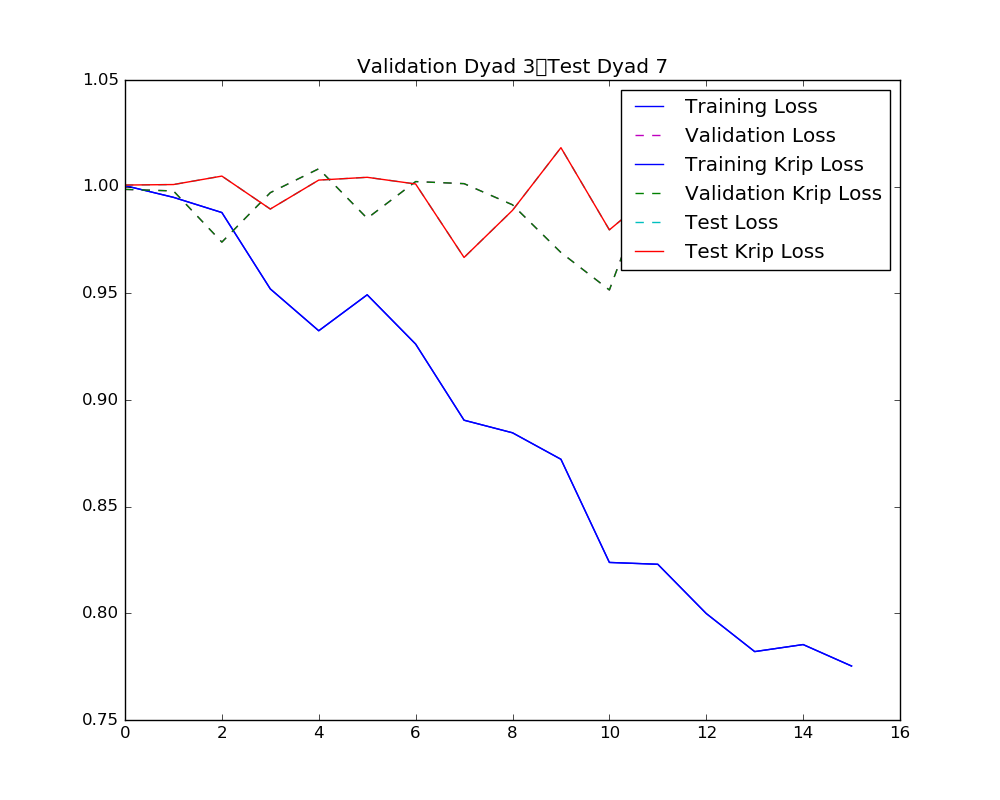 Validation Dyad 3▯Test Dyad 7
1.05
1.00
0.95
0.90
0.85
0.80
0.75
0
2
4
6
8
10
12
14
16
Training Loss
Validation Loss
Training Krip Loss
Validation Krip Loss
Test Loss
Test Krip Loss